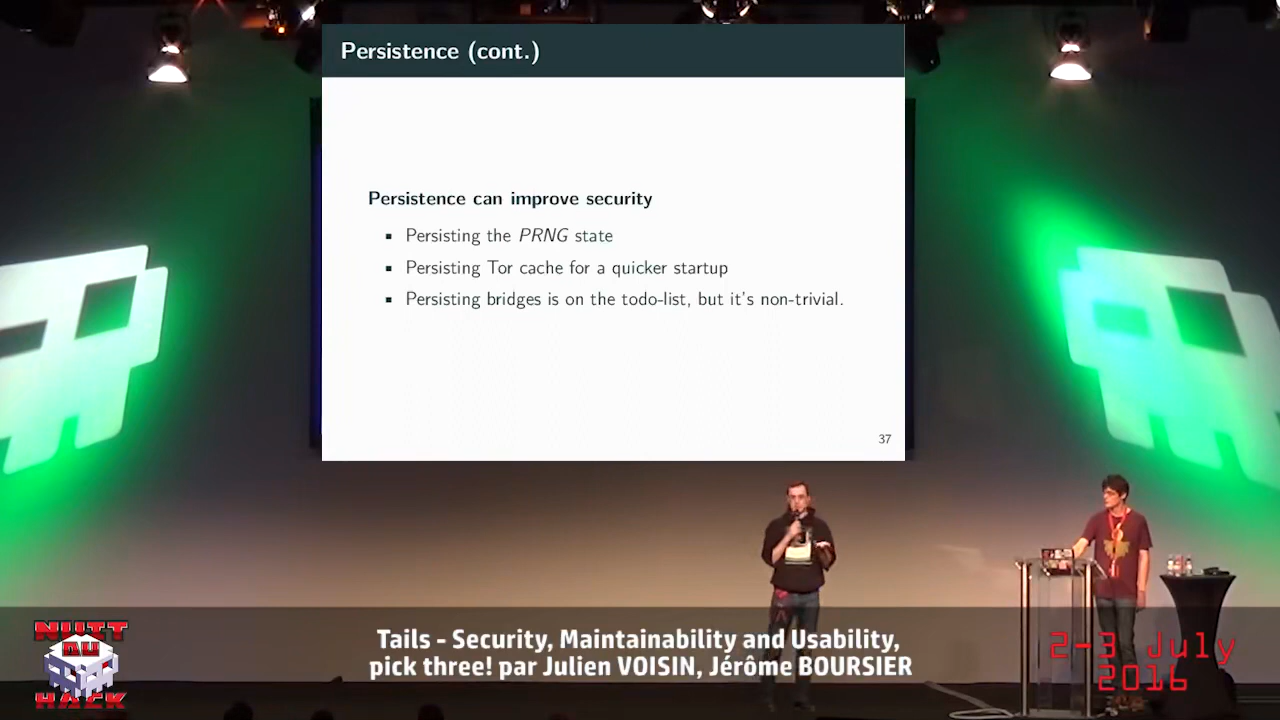 Persistence (cont.)
Persistence can improve security
Persisting the PRNG state
Persisting Tor cache for a quicker startup
Persisting bridges is on the todo-list, but it's non-trivial.
37
NUIT
DU
HACK
Tails - Security, Maintainability and Usability,
pick three! par Julien VOISIN, Jérôme BOURSIER
2-3 July
2016